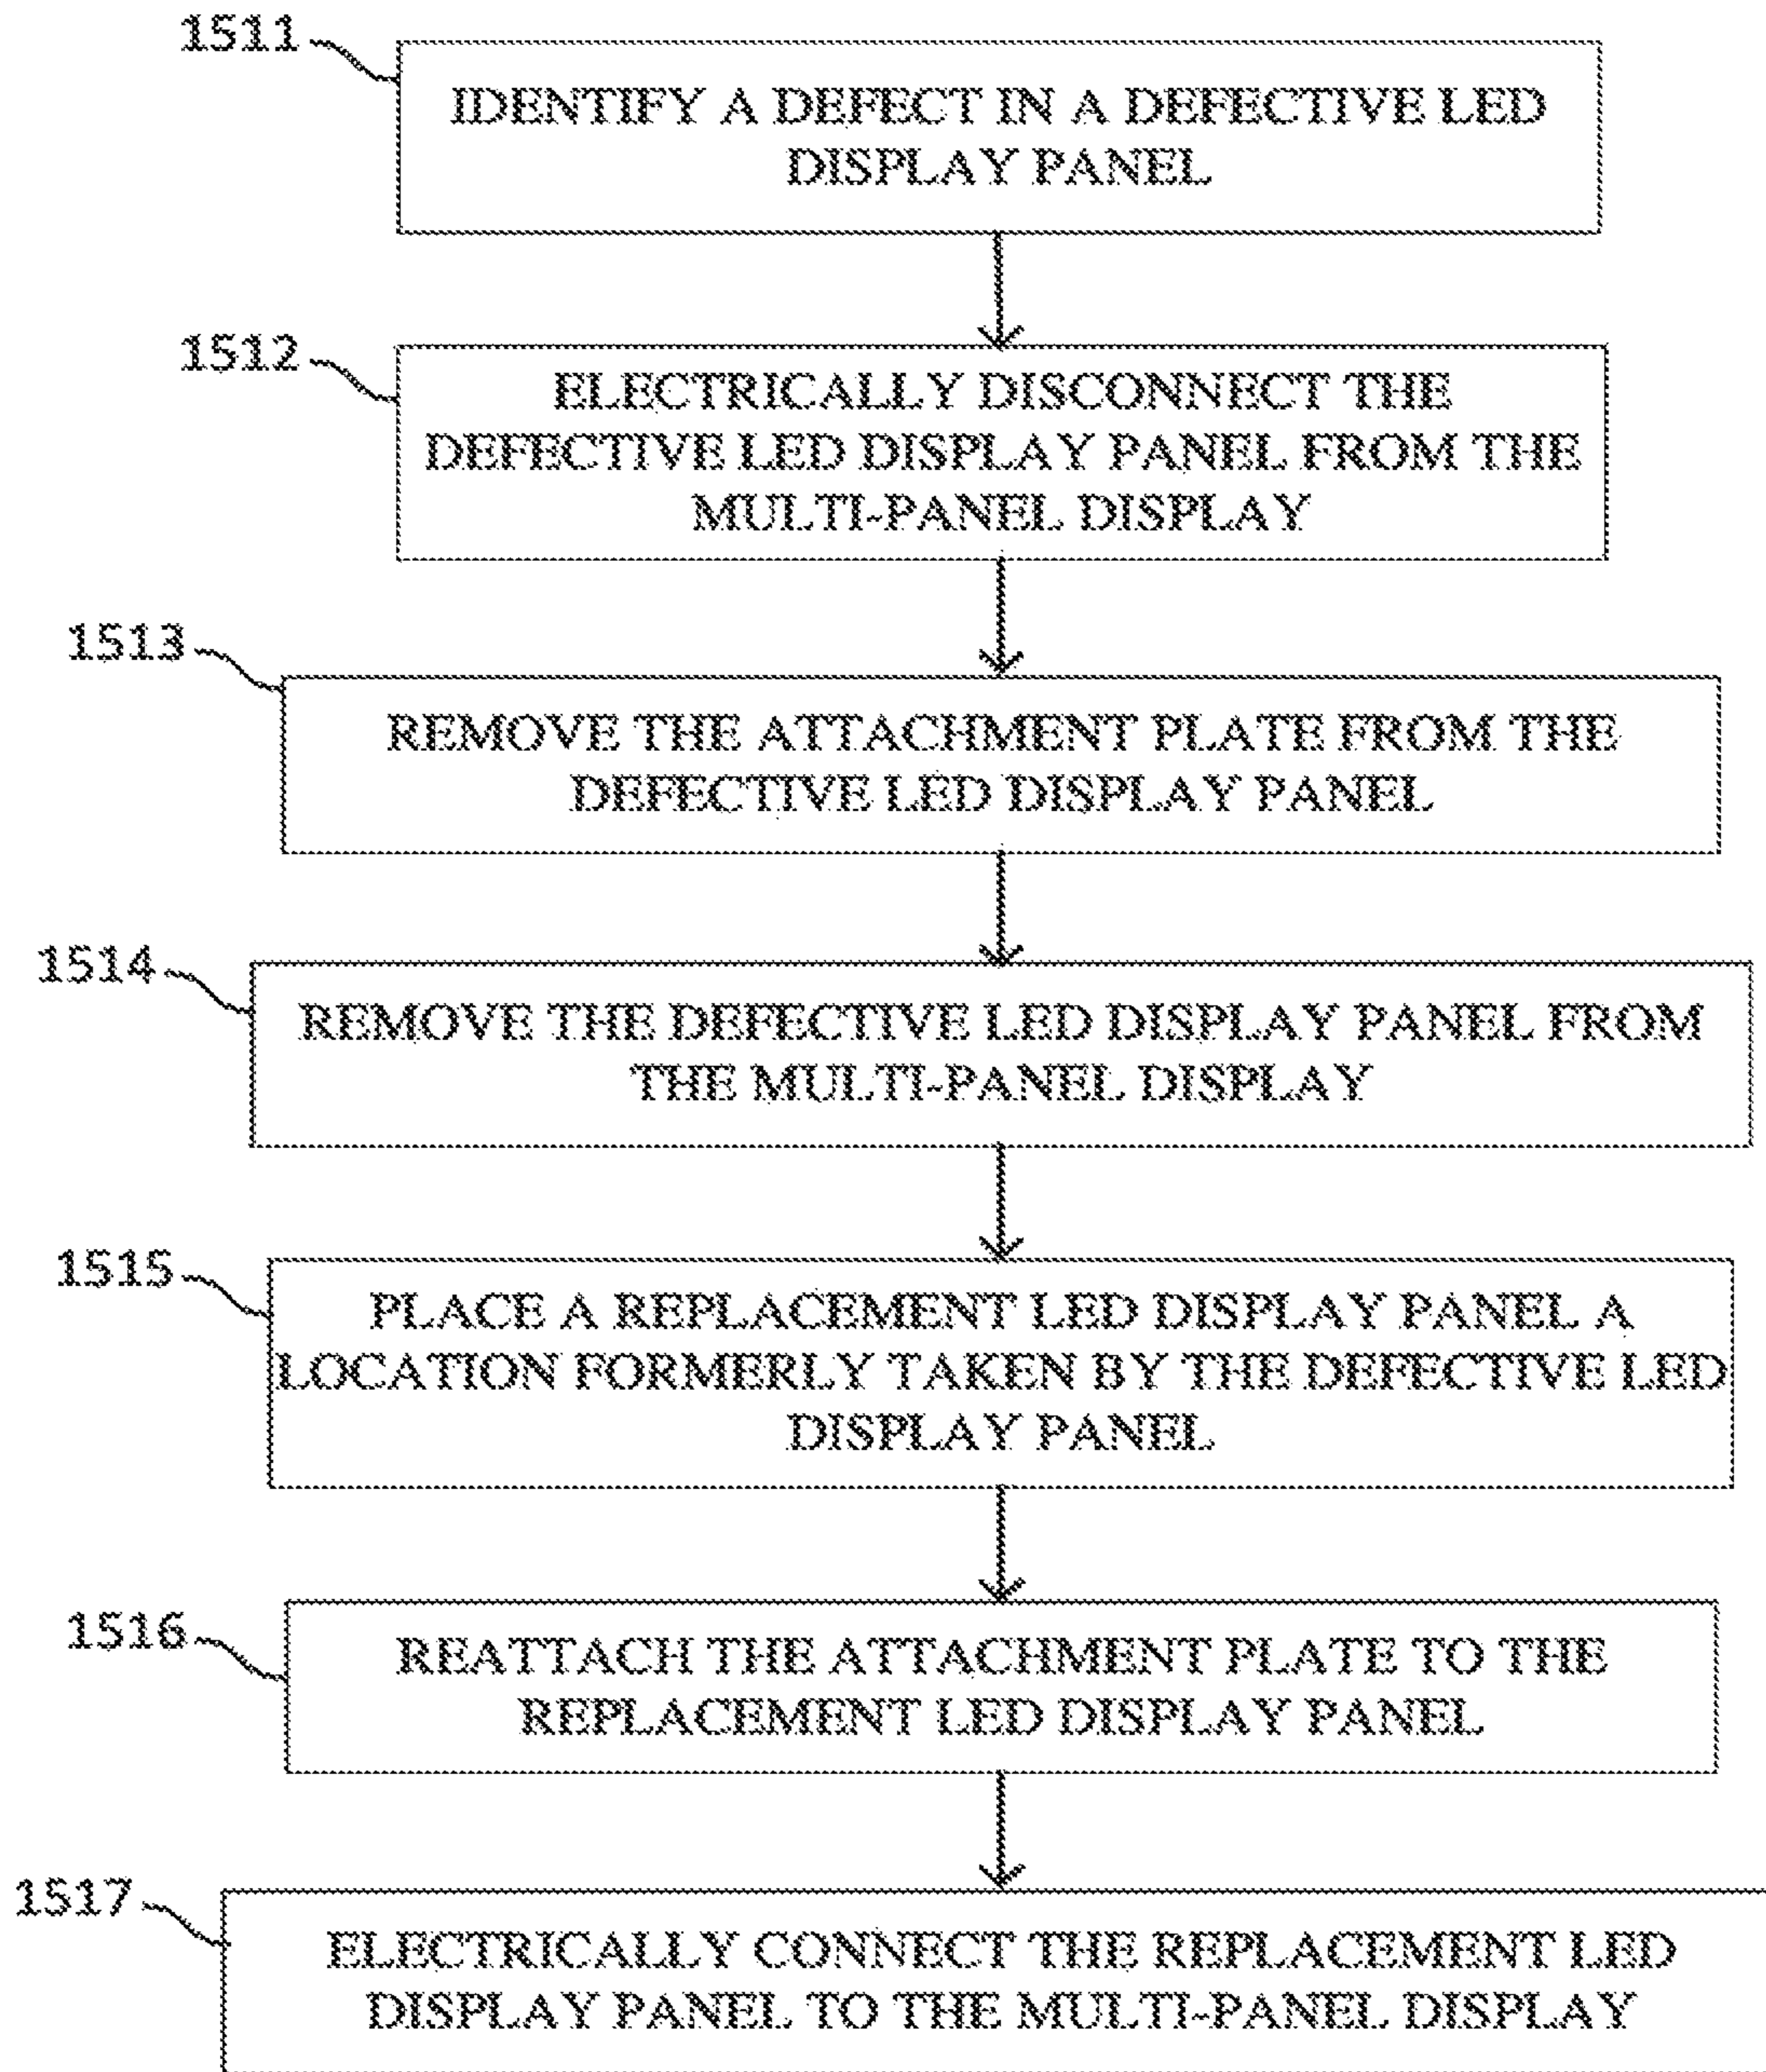 1511
IDENTIFY A DEFECT IN A DEFECTIVE LED
DISPLAY PANEL
1512
ELECTRICALLY DISCONNECT THE
DEFECTIVE LED DISPLAY PANEL FROM THE
MULTI-PANEL DISPLAY
1513
REMOVE THE ATTACHMENT PLATE FROM THE
DEFECTIVE LED DISPLAY PANEL
1514
REMOVE THE DEFECTIVE LED DISPLAY PANEL FROM
THE MULTI-PANEL DISPLAY
1515
PLACE A REPLACEMENT LED DISPLAY PANEL A
LOCATION FORMERLY TAKEN BY THE DEFECTIVE LED
DISPLAY PANEL
1516
REATTACH THE ATTACHMENT PLATE TO THE
REPLACEMENT LED DISPLAY PANEL
1517
ELECTRICALLY CONNECT THE REPLACEMENT LED
DISPLAY PANEL TO THE MULTI-PANEL DISPLAY